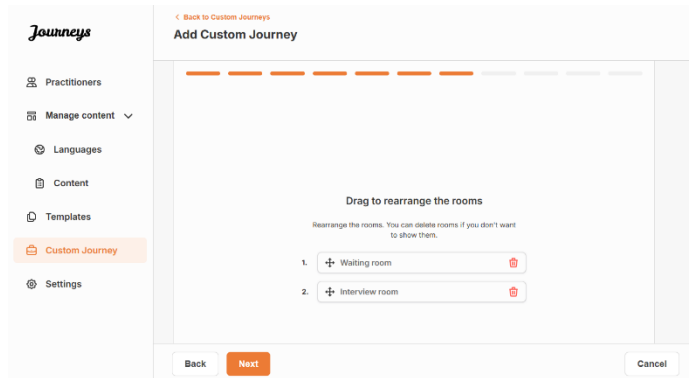 Journeys
Practitioners
Manage content
Languages
Content
Templates
Custom Journey
Settings
< Back to Custom Journeys
Add Custom Journey
Drag to rearrange the rooms
Rearrange the rooms. You can delete rooms if you don't want
to show them.
1. Waiting room
2. Interview room
Back
Next
Cancel